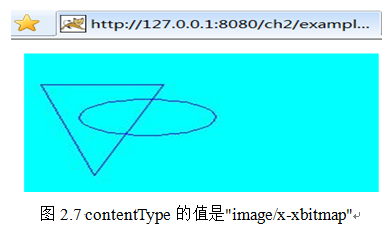 http://127.0.0.1:8080/ch2/exampl...
图 2.7 contentType 的值是"image/x-xbitmap"